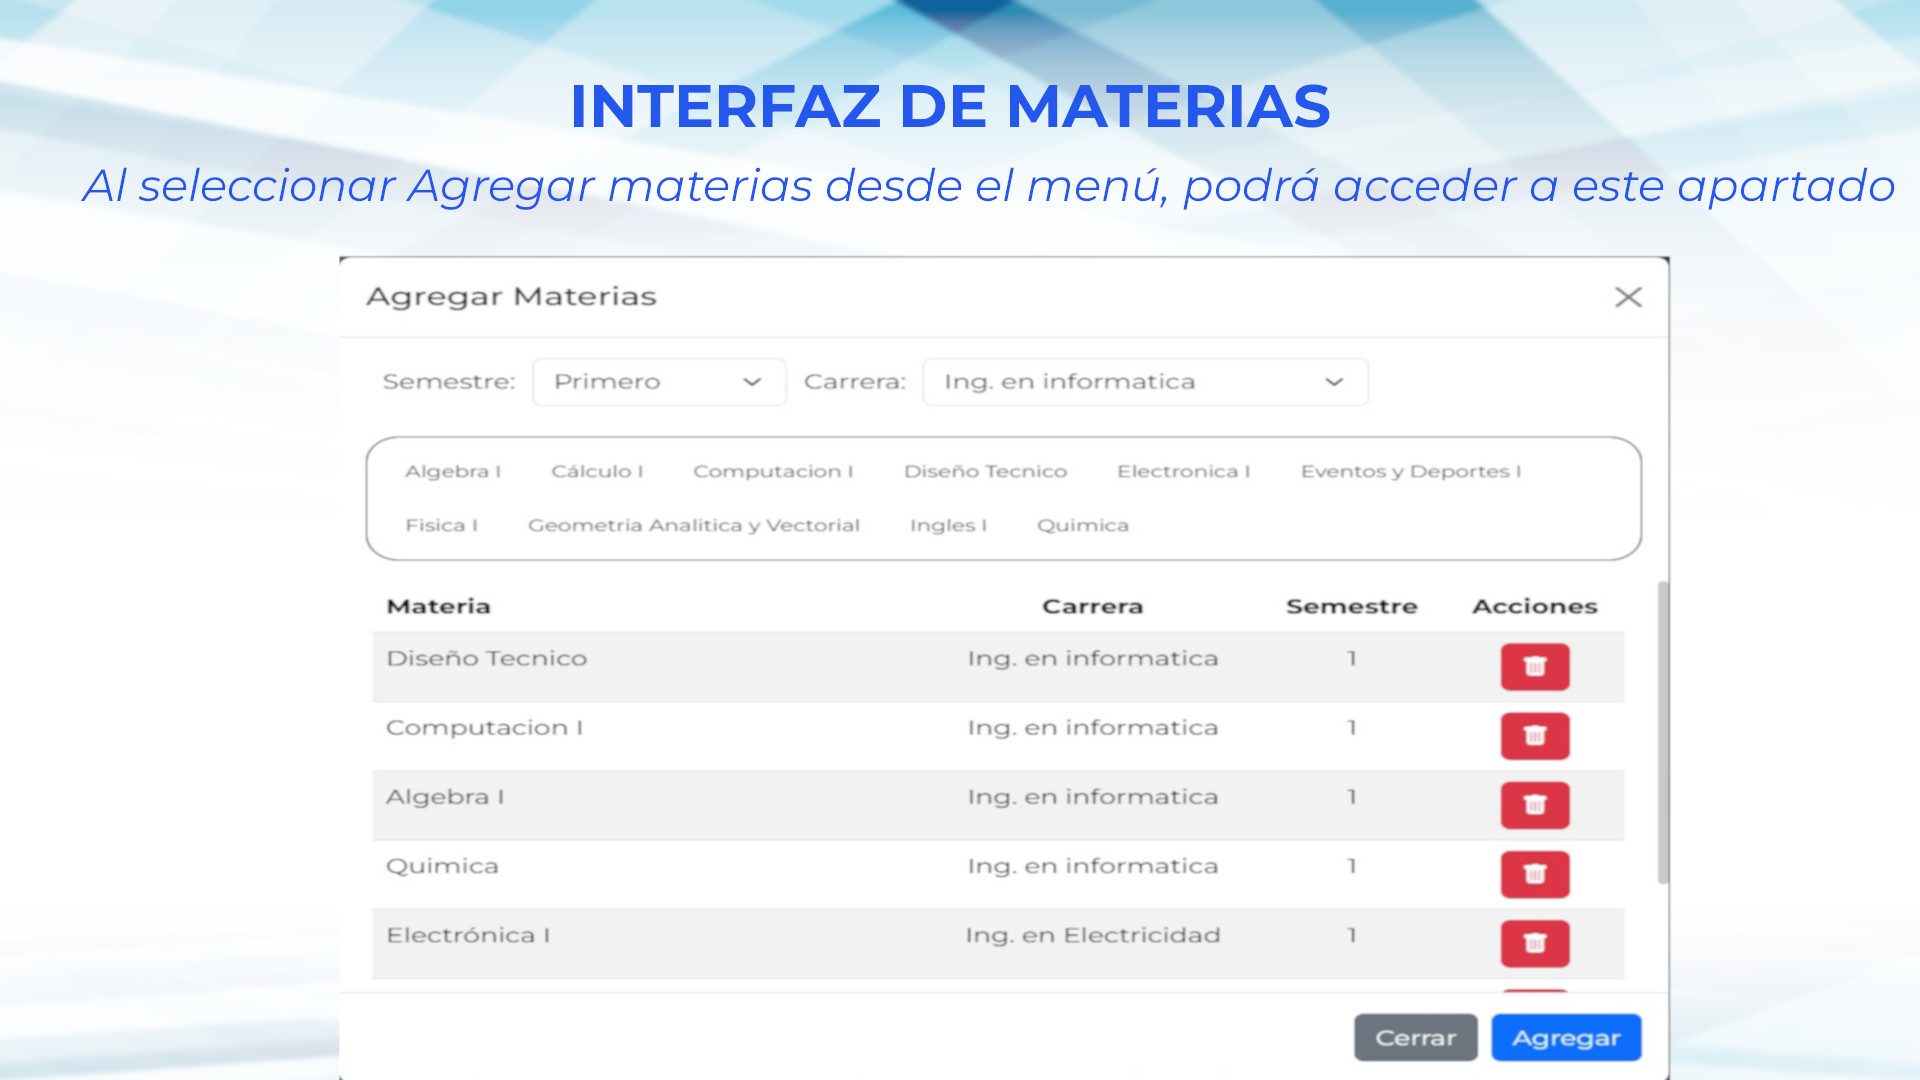 INTERFAZ DE MATERIAS
Al seleccionar Agregar materias desde el menú, podrá acceder a este apartado
Agregar Materias
Semestre: Primero Carrera: Ing. en informatica
Algebra I Cálculo I Computacion I Diseño Tecnico Electronica I Eventos y Deportes I
Fisica I Geometria Analitica y Vectorial Ingles I Quimica
Materia Carrera Semestre Acciones
Diseño Tecnico Ing. en informatica 1
Computacion I Ing. en informatica 1
Algebra I Ing. en informatica 1
Quimica Ing. en informatica 1
Electrónica I Ing. en Electricidad 1
Cerrar Agregar